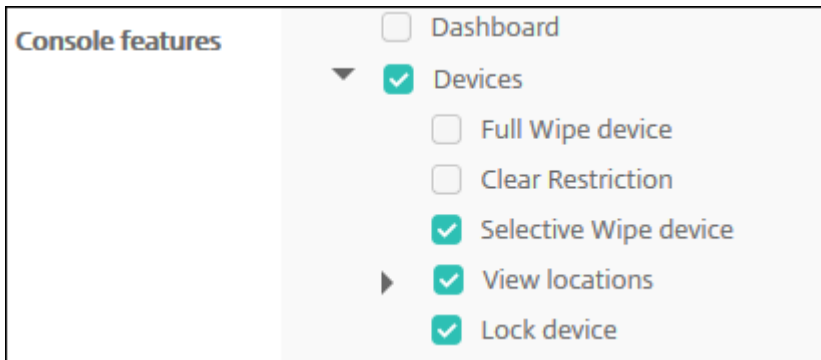 Console features
Dashboard
Devices
Full Wipe device
Clear Restriction
Selective Wipe device
View locations
Lock device